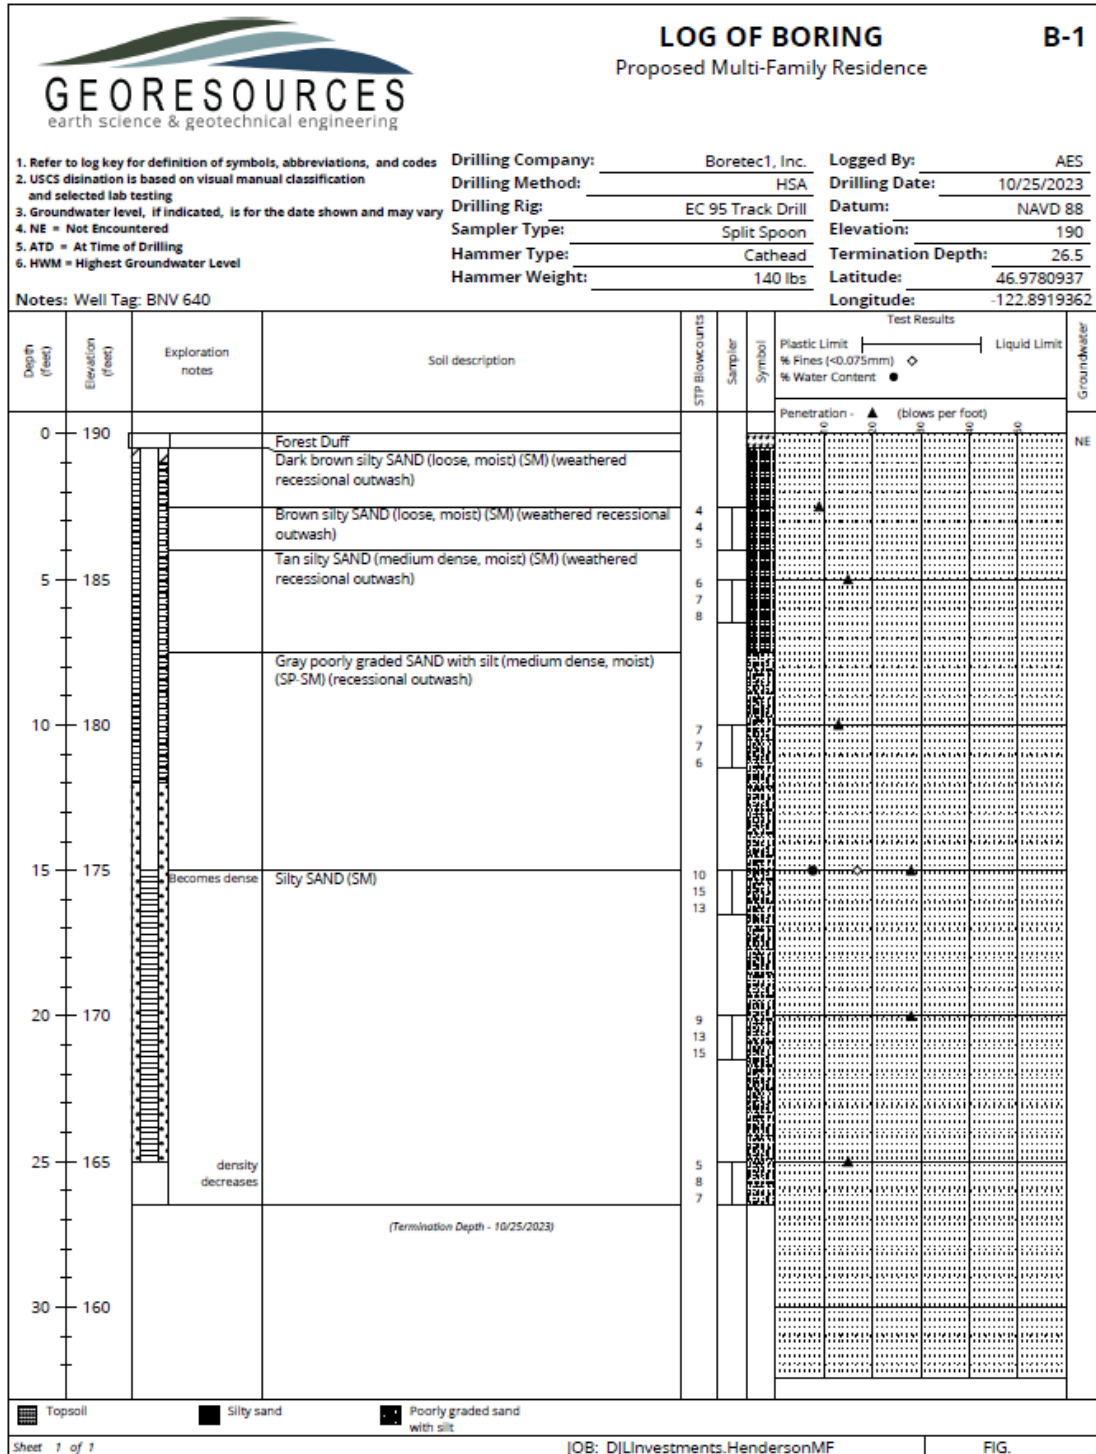 GEORESOURCES
earth science & geotechnical engineering
LOG OF BORING
B-1
Proposed Multi-Family Residence
1. Refer to log key for definition of symbols, abbreviations, and codes
2. USCS disination is based on visual manual classification
and selected lab testing
3. Groundwater level, if indicated, is for the date shown and may vary
4. NE = Not Encountered
5. ATD = At Time of Drilling
6. HWM = Highest Groundwater Level
Notes: Well Tag: BNV 640
Drilling Company: Boretec1, Inc.
Drilling Method: HSA
Drilling Rig: EC 95 Track Drill
Sampler Type: Split Spoon
Hammer Type: Cathead
Hammer Weight: 140 lbs
Logged By: AES
Drilling Date: 10/25/2023
Datum: NAVD 88
Elevation: 190
Termination Depth: 26.5
Latitude: 46.9780937
Longitude: -122.8919362
Depth
(feet)
Elevation
(feet)
Exploration
notes
Soil description
STP Blowcounts
Sampler
Symbol
Test Results
Plastic Limit Liquid Limit
% Fines (<0.075mm)
% Water Content
Penetration - (blows per foot)
10 20 30 40 50
Groundwater
0 190
Forest Duff
NE
Dark brown silty SAND (loose, moist) (SM) (weathered
recessional outwash)
Brown silty SAND (loose, moist) (SM) (weathered recessional
outwash)
4
4
5
Tan silty SAND (medium dense, moist) (SM) (weathered
recessional outwash)
5 185
6
7
8
Gray poorly graded SAND with silt (medium dense, moist)
(SP-SM) (recessional outwash)
10 180
7
7
6
15 175
Becomes dense
Silty SAND (SM)
10
15
13
20 170
9
13
15
25 165
density
decreases
5
8
7
(Termination Depth - 10/25/2023)
30 160
Topsoil
Silty sand
Poorly graded sand
with silt
Sheet 1 of 1
JOB: DJLInvestments.HendersonMF
FIG.